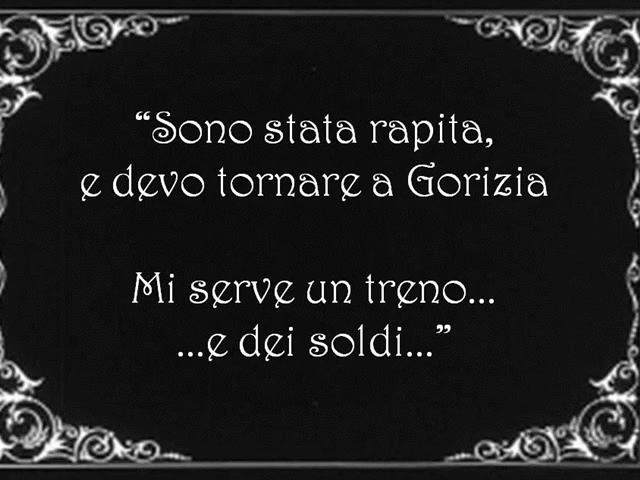 “Sono stata rapita,
e devo tornare a Gorizia
Mi serve un treno...
...e dei soldi...”